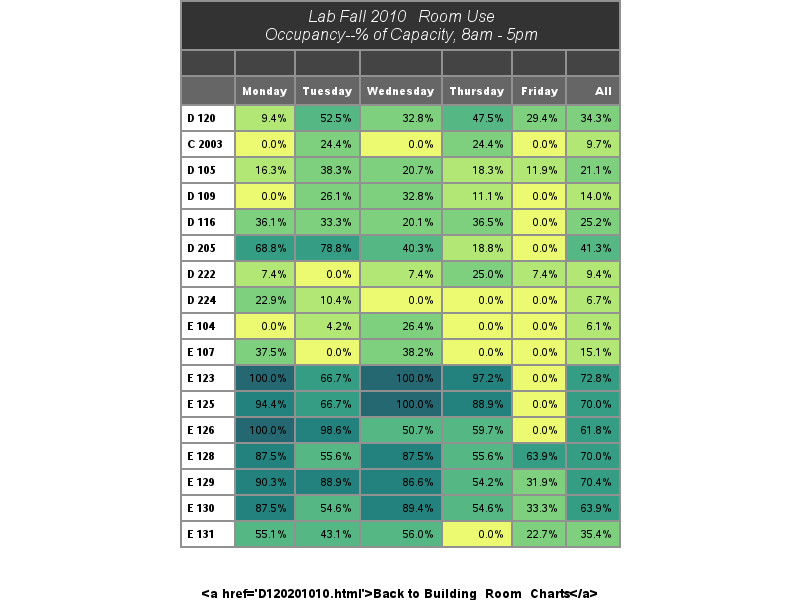 Lab Fall 2010 Room Use
Occupancy--% of Capacity, 8am - 5pm
Monday Tuesday Wednesday Thursday Friday All
D 120 9.4% 52.5% 32.8% 47.5% 29.4% 34.3%
C 2003 0.0% 24.4% 0.0% 24.4% 0.0% 9.7%
D 105 16.3% 38.3% 20.7% 18.3% 11.9% 21.1%
D 109 0.0% 26.1% 32.8% 11.1% 0.0% 14.0%
D 116 36.1% 33.3% 20.1% 36.5% 0.0% 25.2%
D 205 68.8% 78.8% 40.3% 18.8% 0.0% 41.3%
D 222 7.4% 0.0% 7.4% 25.0% 7.4% 9.4%
D 224 22.9% 10.4% 0.0% 0.0% 0.0% 6.7%
E 104 0.0% 4.2% 26.4% 0.0% 0.0% 6.1%
E 107 37.5% 0.0% 38.2% 0.0% 0.0% 15.1%
E 123 100.0% 66.7% 100.0% 97.2% 0.0% 72.8%
E 125 94.4% 66.7% 100.0% 88.9% 0.0% 70.0%
E 126 100.0% 98.6% 50.7% 59.7% 0.0% 61.8%
E 128 87.5% 55.6% 87.5% 55.6% 63.9% 70.0%
E 129 90.3% 88.9% 86.6% 54.2% 31.9% 70.4%
E 130 87.5% 54.6% 89.4% 54.6% 33.3% 63.9%
E 131 55.1% 43.1% 56.0% 0.0% 22.7% 35.4%
<a href='D120201010.html'>Back to Building_Room_Charts</a>